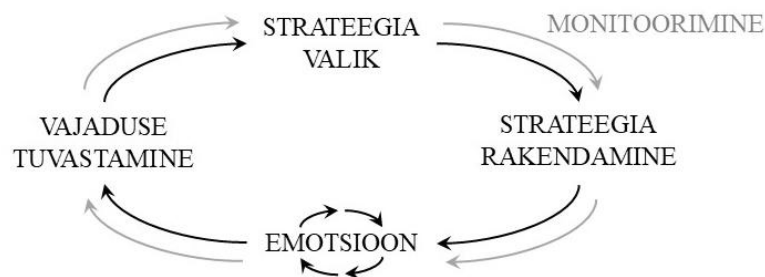 STRATEEGIA
VALIK
MONITOORIMINE
VAJADUSE
TUVASTAMINE
STRATEEGIA
RAKENDAMINE
EMOTSIOON